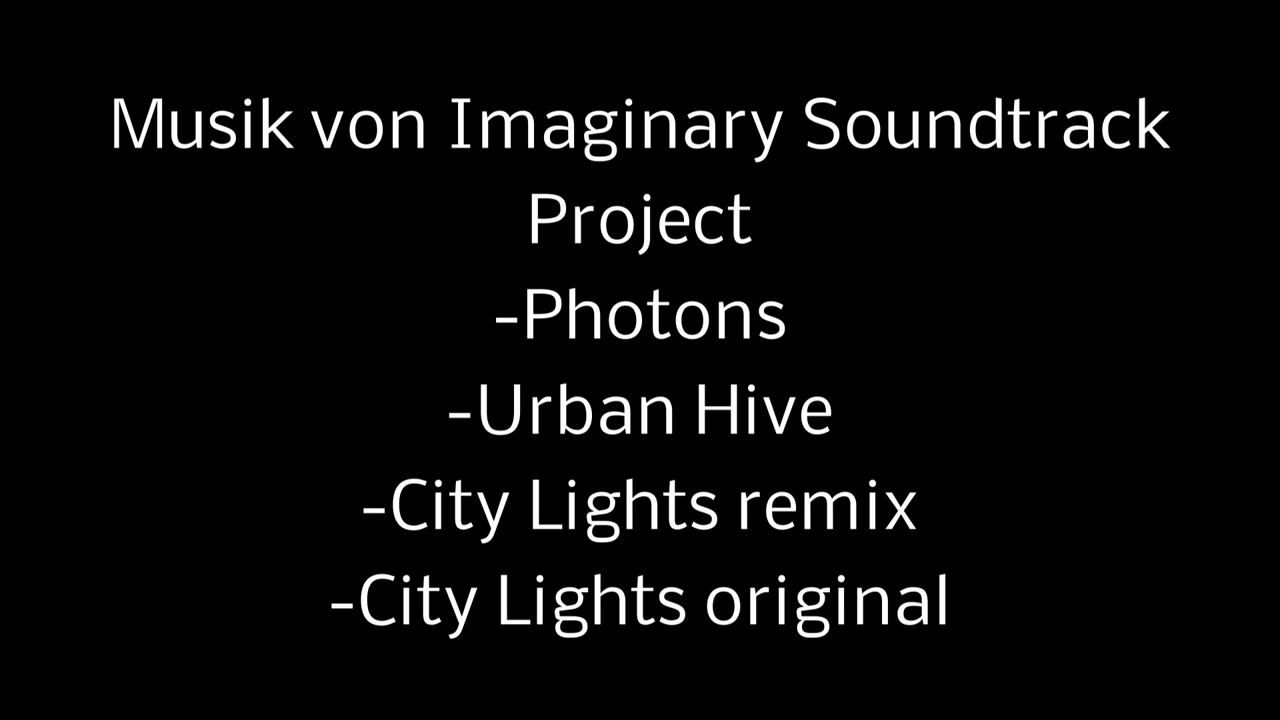 Musik von Imaginary Soundtrack
Project
-Photons
-Urban Hive
-City Lights remix
-City Lights original